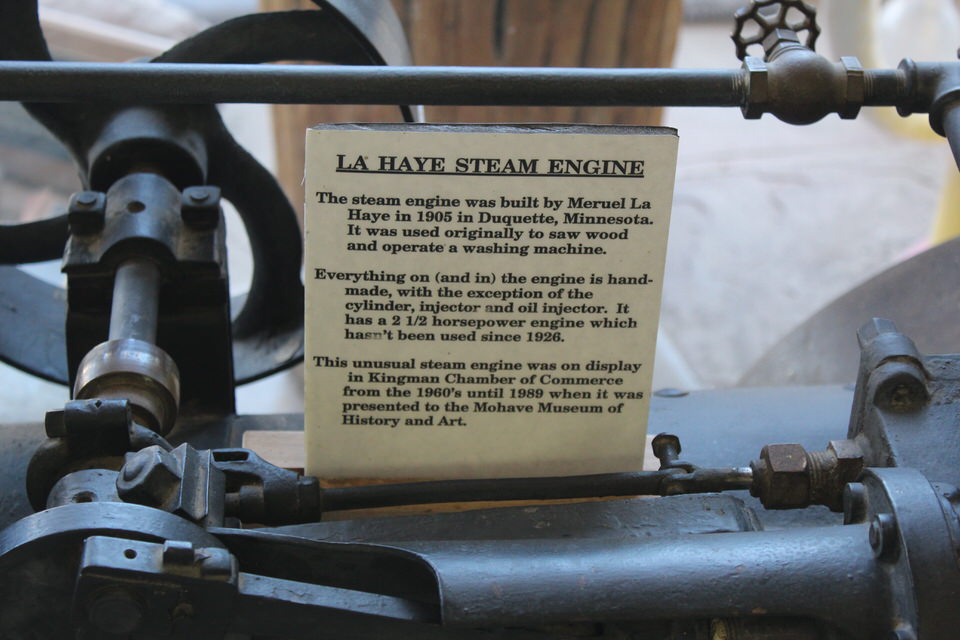 LA HAYE STEAM ENGINE
The steam engine was built by Meruel La
Haye in 1905 in Duquette, Minnesota.
It was used originally to saw wood
and operate a washing machine.
Everything on (and in) the engine is hand-
made, with the exception of the
cylinder, injector and oil injector. It
has a 2 1/2 horsepower engine which
hasn't been used since 1926.
This unusual steam engine was on display
in Kingman Chamber of Commerce
from the 1960's until 1989 when it was
presented to the Mohave Museum of
History and Art.